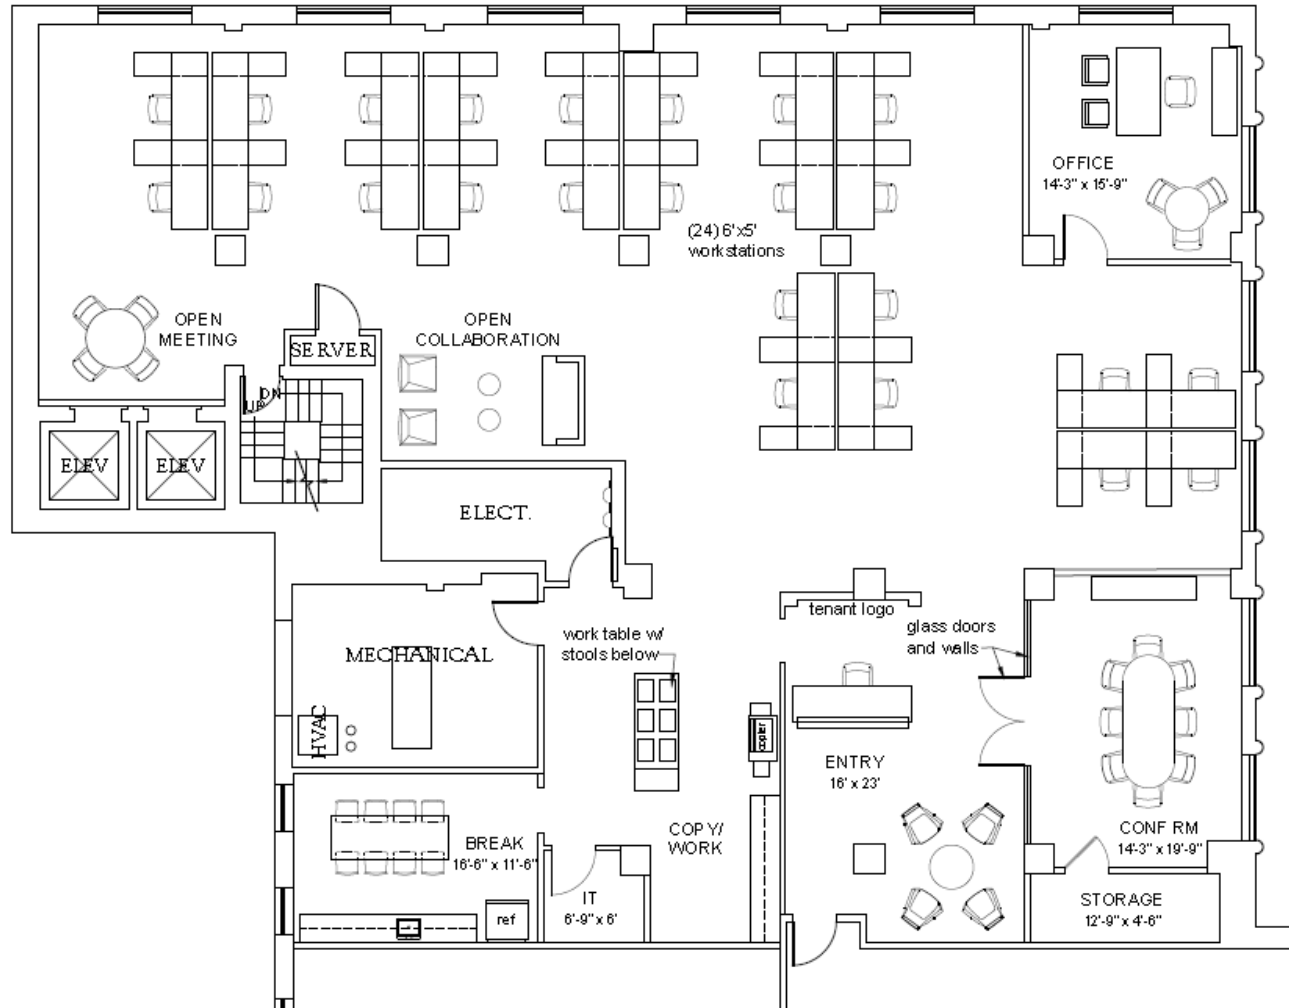 OFFICE
14'-3" x 15'-9"
(24) 6'x5'
workstations
OPEN
MEETING
SERVER
OPEN
COLLABORATION
UP
DN
ELEV
ELEV
ELECT.
tenant logo
glass doors
and walls
work table w/
stools below
MECHANICAL
HVAC
copier
ENTRY
16' x 23'
COPY/
WORK
CONF RM
14'-3" x 19'-9"
BREAK
16'-6" x 11'-6"
IT
6'-9" x 6'
ref
STORAGE
12'-9" x 4'-6"